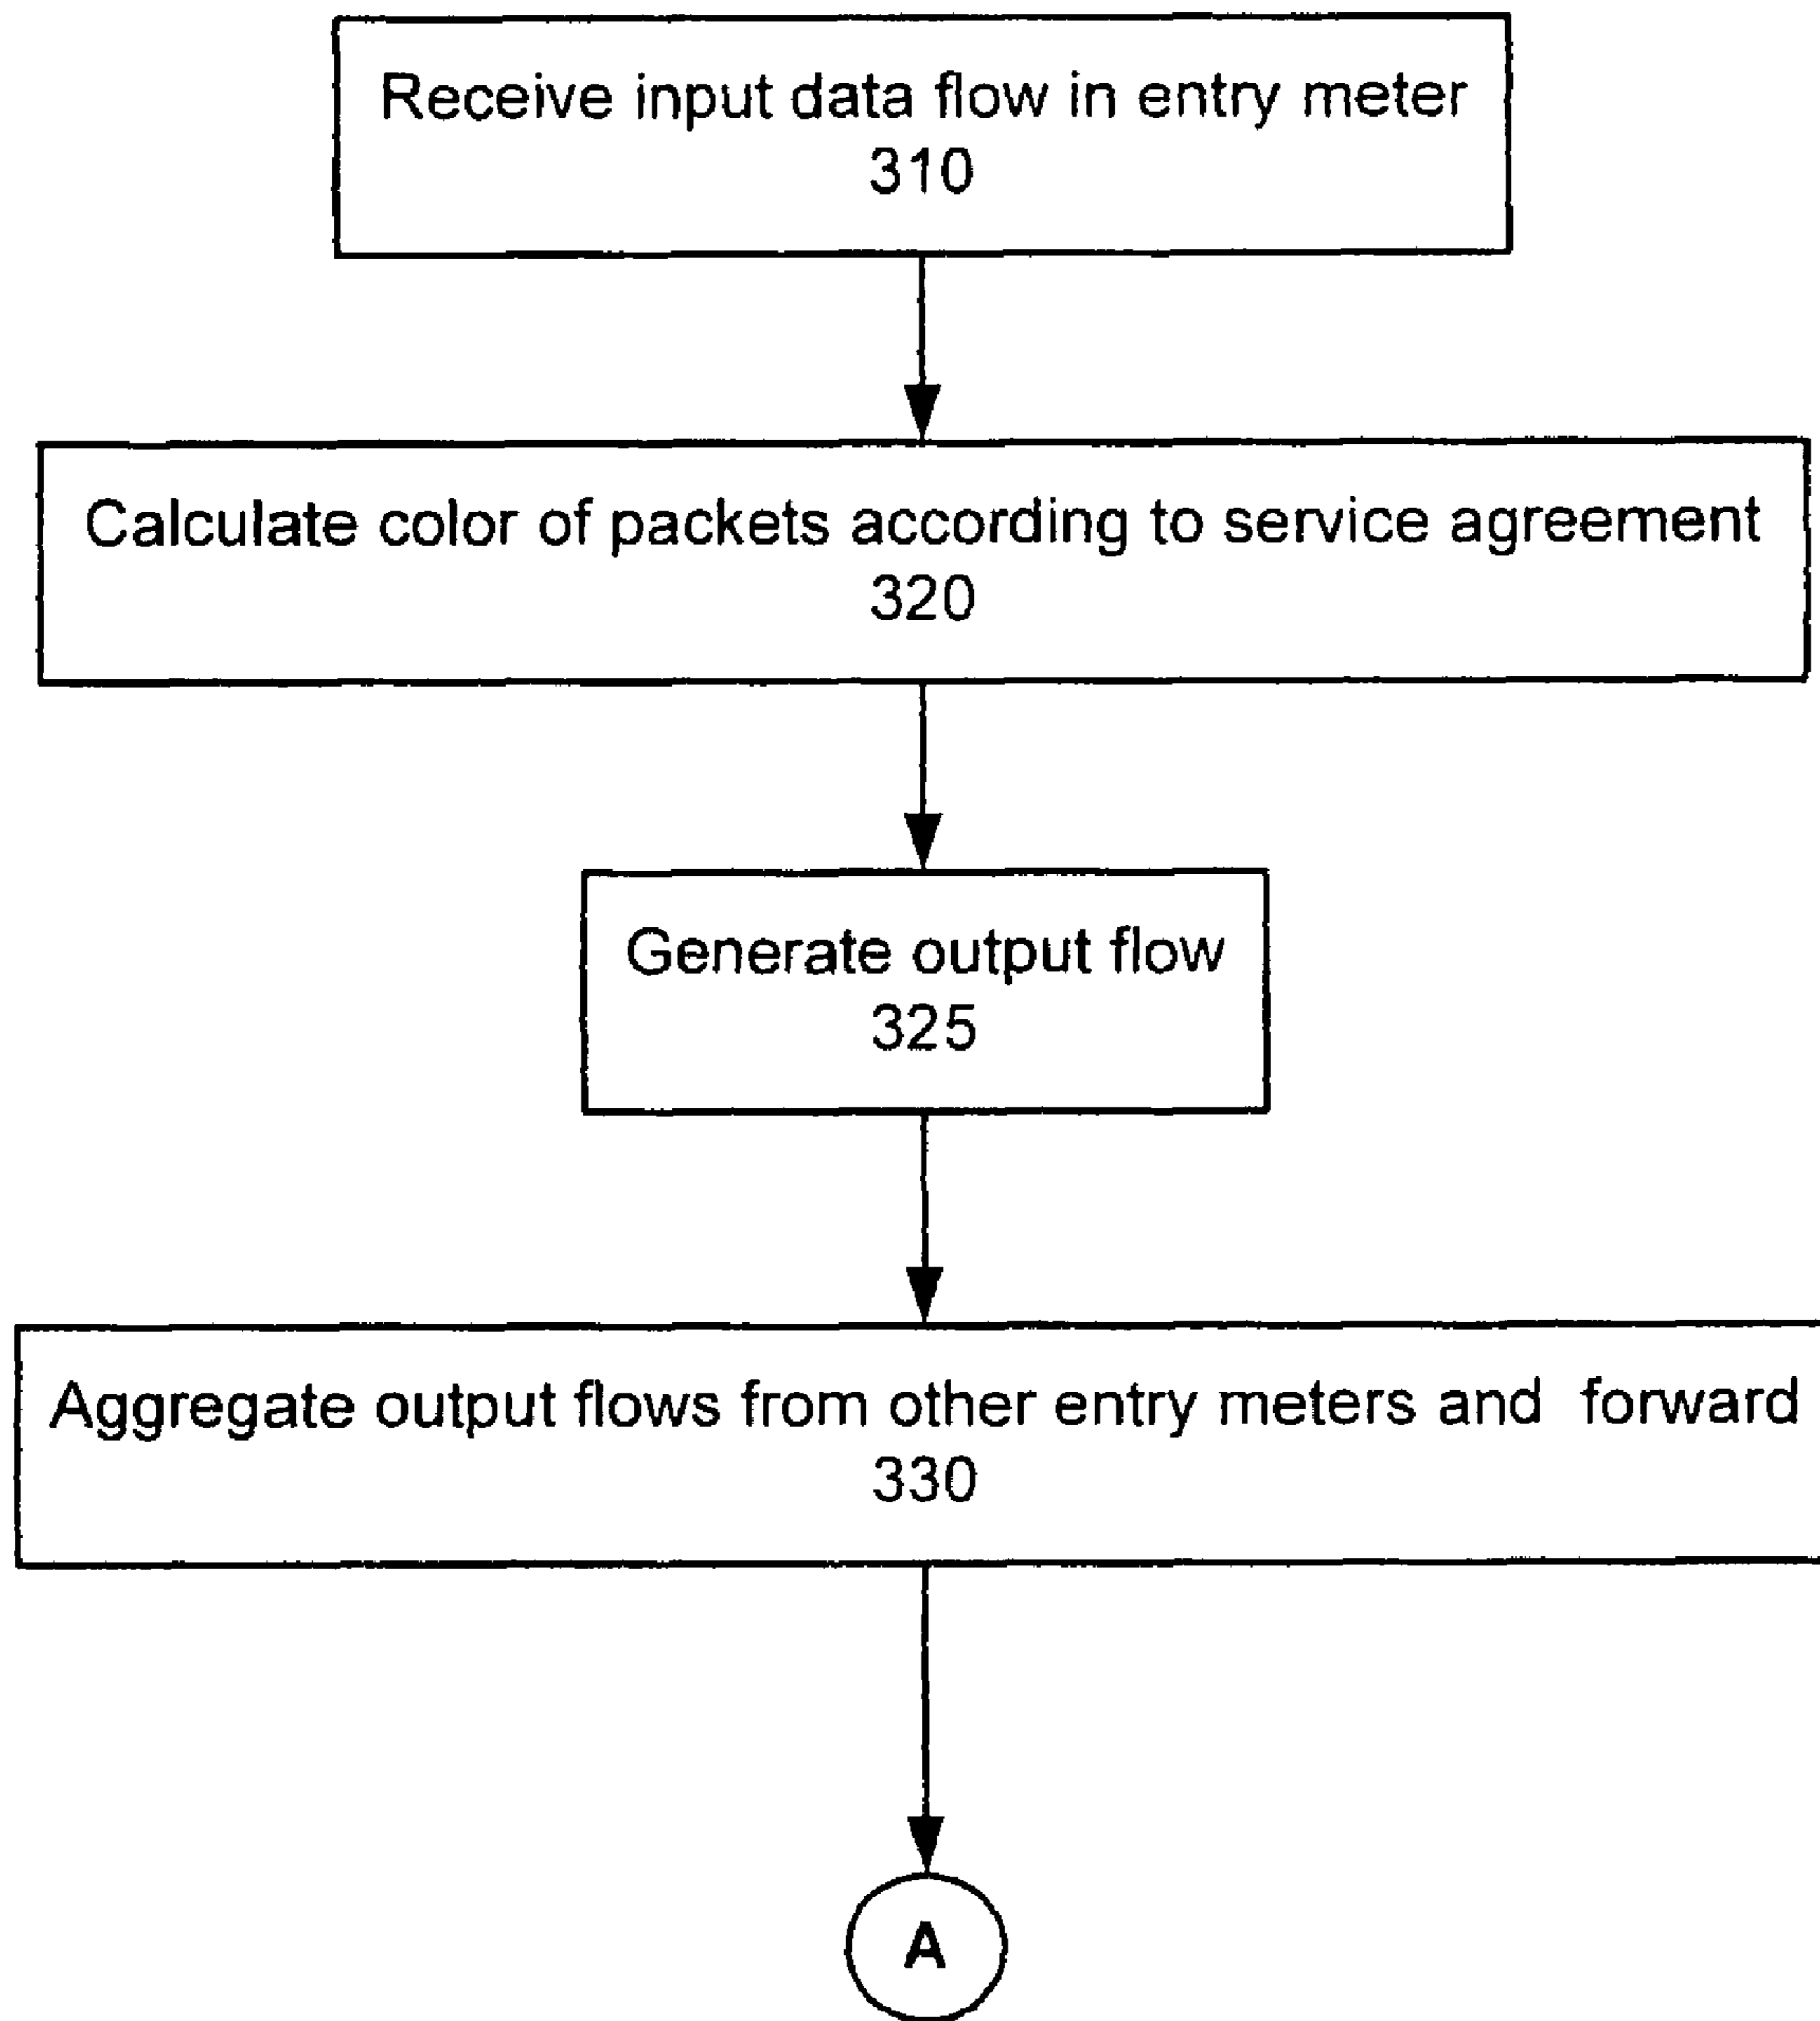 Receive input data flow in entry meter
310
Calculate color of packets according to service agreement
320
Generate output flow
325
Aggregate output flows from other entry meters and forward
330
A